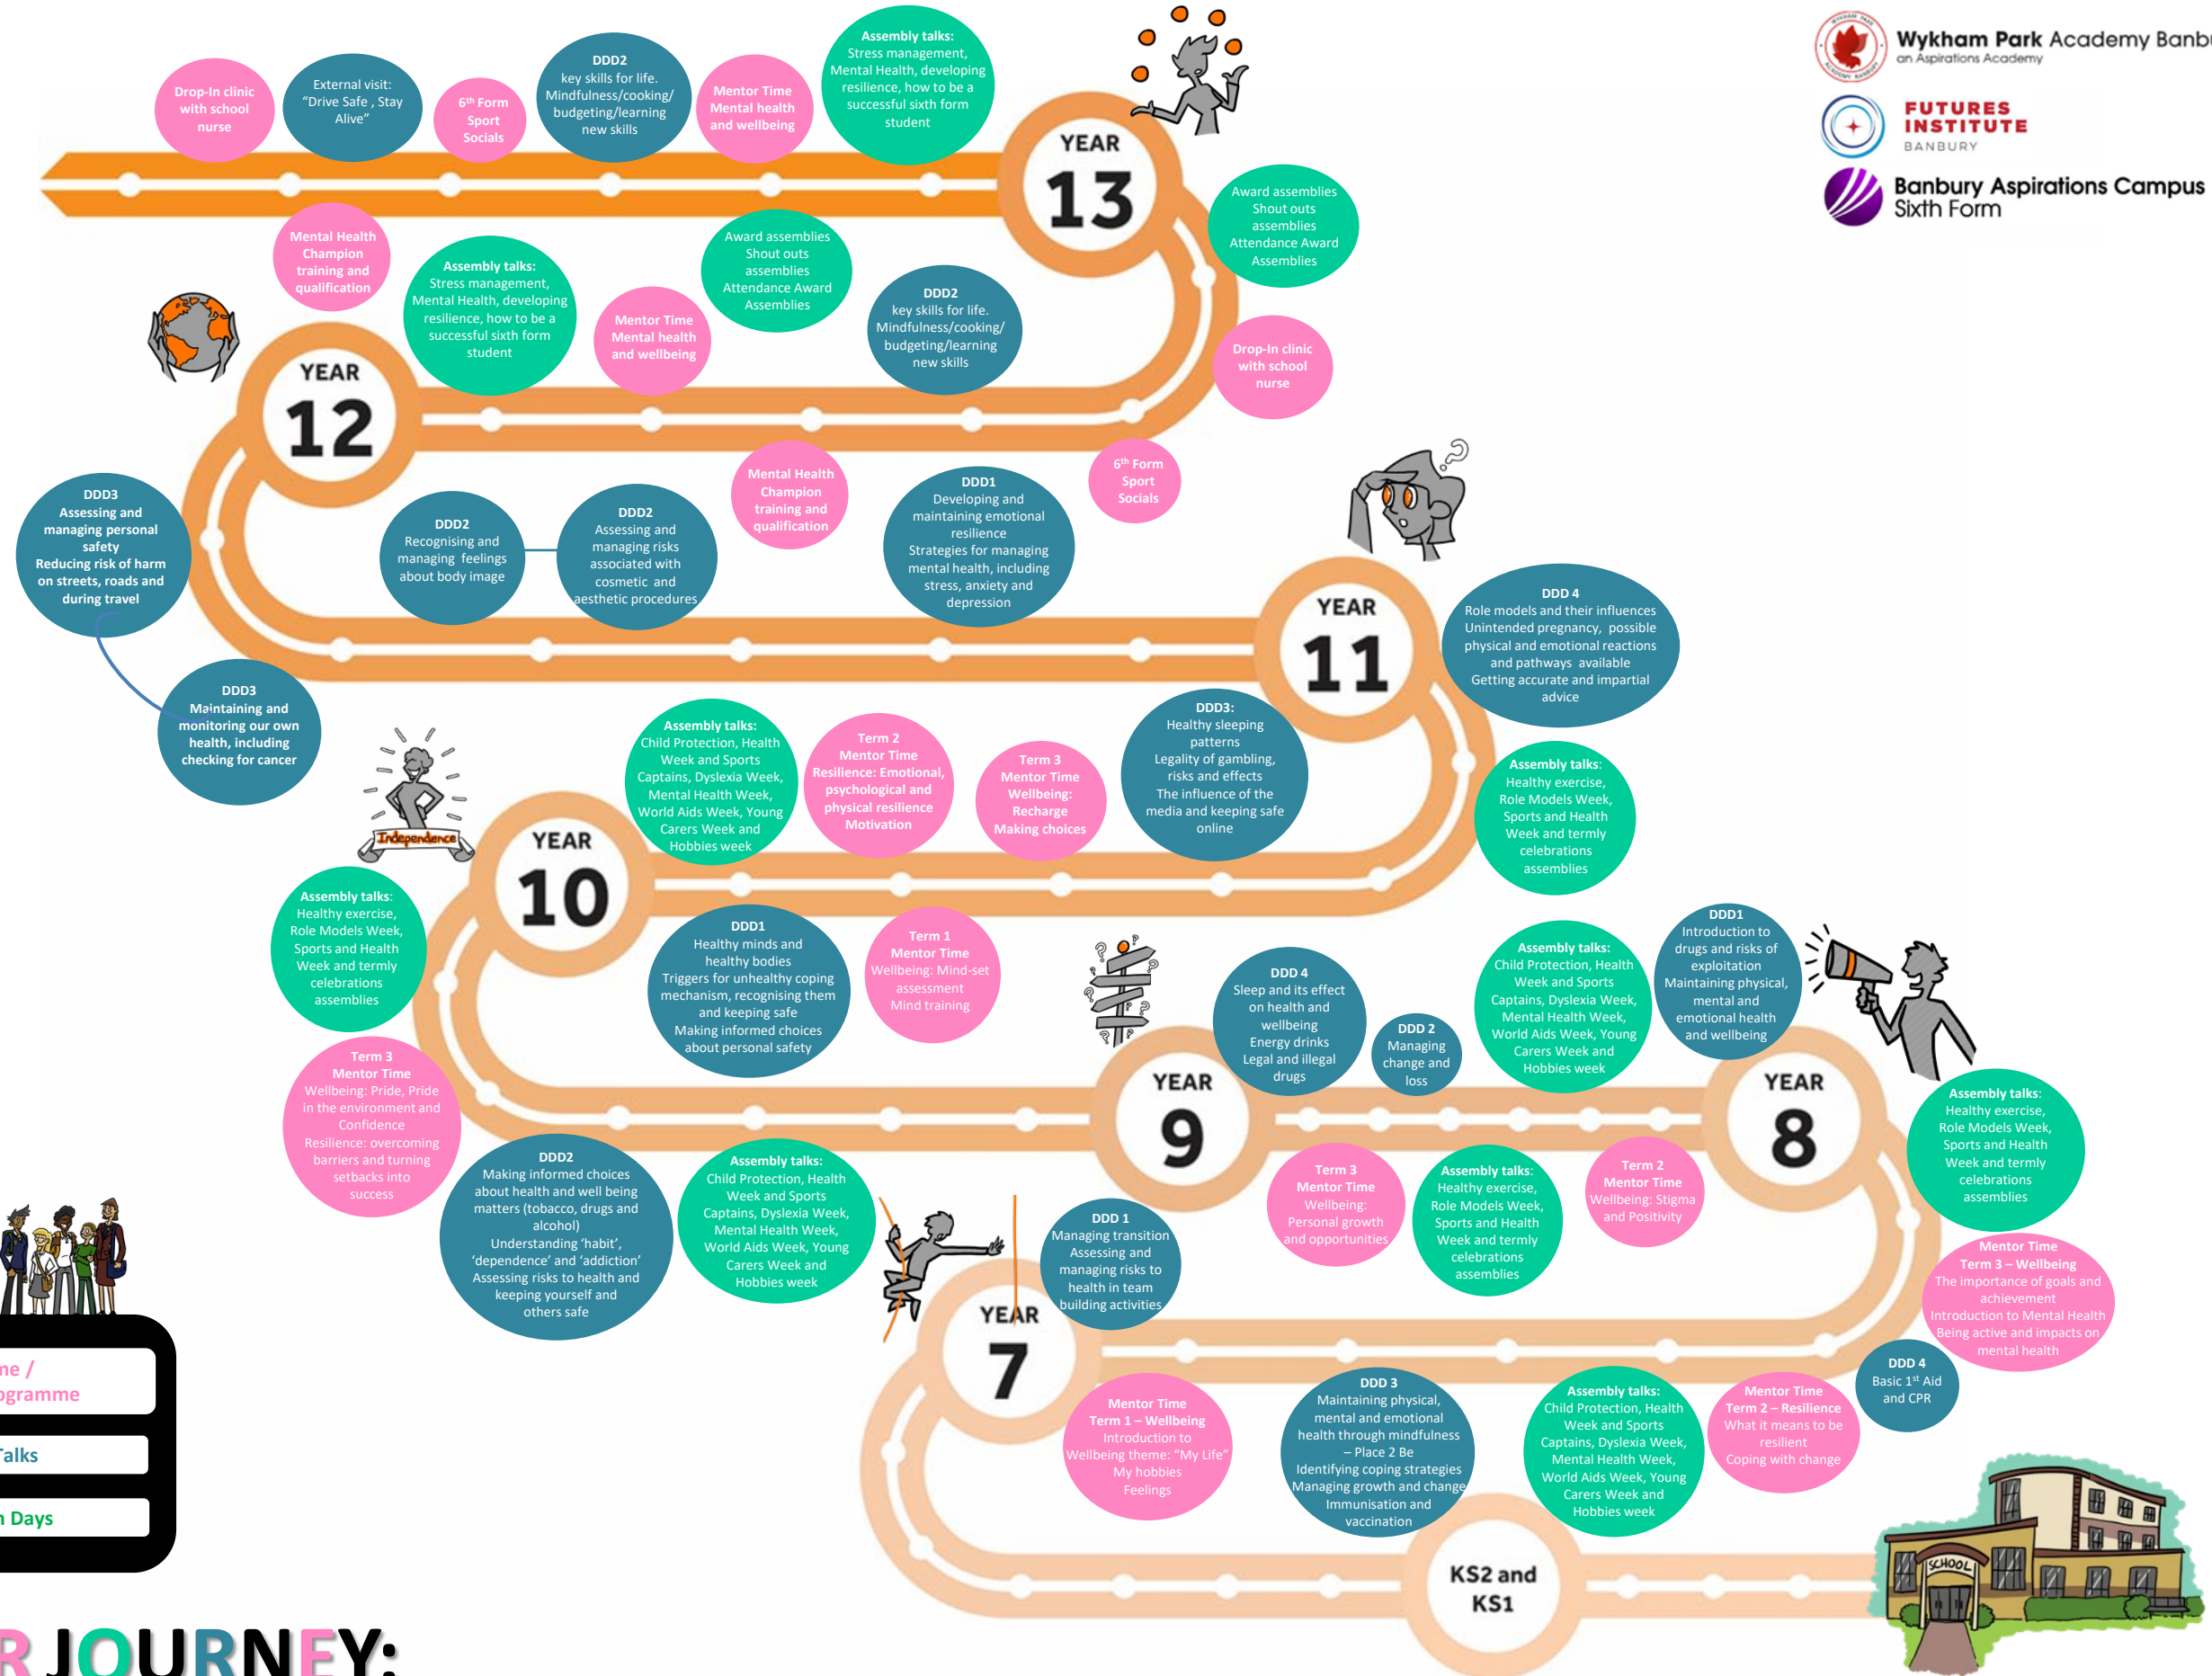 Wykham Park Academy Banbu
an Aspirations Academy
FUTURES
INSTITUTE
BANBURY
Banbury Aspirations Campus
Sixth Form
Drop-In clinic
with school
nurse
External visit:
“Drive Safe , Stay
Alive”
6th Form
Sport
Socials
DDD2
key skills for life.
Mindfulness/cooking/
budgeting/learning
new skills
Mentor Time
Mental health
and wellbeing
Assembly talks:
Stress management,
Mental Health, developing
resilience, how to be a
successful sixth form
student
YEAR
13
Award assemblies
Shout outs
assemblies
Attendance Award
Assemblies
Drop-In clinic
with school
nurse
Mental Health
Champion
training and
qualification
Assembly talks:
Stress management,
Mental Health, developing
resilience, how to be a
successful sixth form
student
Mentor Time
Mental health
and wellbeing
Award assemblies
Shout outs
assemblies
Attendance Award
Assemblies
DDD2
key skills for life.
Mindfulness/cooking/
budgeting/learning
new skills
YEAR
12
6th Form
Sport
Socials
DDD3
Assessing and
managing personal
safety
Reducing risk of harm
on streets, roads and
during travel
DDD3
Maintaining and
monitoring our own
health, including
checking for cancer
DDD2
Recognising and
managing feelings
about body image
DDD2
Assessing and
managing risks
associated with
cosmetic and
aesthetic procedures
Mental Health
Champion
training and
qualification
DDD1
Developing and
maintaining emotional
resilience
Strategies for managing
mental health, including
stress, anxiety and
depression
YEAR
11
DDD 4
Role models and their influences
Unintended pregnancy, possible
physical and emotional reactions
and pathways available
Getting accurate and impartial
advice
Assembly talks:
Healthy exercise,
Role Models Week,
Sports and Health
Week and termly
celebrations
assemblies
Assembly talks:
Child Protection, Health
Week and Sports
Captains, Dyslexia Week,
Mental Health Week,
World Aids Week, Young
Carers Week and
Hobbies week
Term 2
Mentor Time
Resilience: Emotional,
psychological and
physical resilience
Motivation
Term 3
Mentor Time
Wellbeing:
Recharge
Making choices
DDD3:
Healthy sleeping
patterns
Legality of gambling,
risks and effects
The influence of the
media and keeping safe
online
Independence
YEAR
10
Assembly talks:
Healthy exercise,
Role Models Week,
Sports and Health
Week and termly
celebrations
assemblies
Term 3
Mentor Time
Wellbeing: Pride, Pride
in the environment and
Confidence
Resilience: overcoming
barriers and turning
setbacks into
success
DDD1
Healthy minds and
healthy bodies
Triggers for unhealthy coping
mechanism, recognising them
and keeping safe
Making informed choices
about personal safety
Term 1
Mentor Time
Wellbeing: Mind-set
assessment
Mind training
DDD2
Making informed choices
about health and well being
matters (tobacco, drugs and
alcohol)
Understanding ‘habit’,
‘dependence’ and ‘addiction’
Assessing risks to health and
keeping yourself and
others safe
Assembly talks:
Child Protection, Health
Week and Sports
Captains, Dyslexia Week,
Mental Health Week,
World Aids Week, Young
Carers Week and
Hobbies week
YEAR
9
DDD 4
Sleep and its effect
on health and
wellbeing
Energy drinks
Legal and illegal
drugs
DDD 2
Managing
change and
loss
Assembly talks:
Child Protection, Health
Week and Sports
Captains, Dyslexia Week,
Mental Health Week,
World Aids Week, Young
Carers Week and
Hobbies week
DDD1
Introduction to
drugs and risks of
exploitation
Maintaining physical,
mental and
emotional health
and wellbeing
YEAR
8
Term 3
Mentor Time
Wellbeing:
Personal growth
and opportunities
Assembly talks:
Healthy exercise,
Role Models Week,
Sports and Health
Week and termly
celebrations
assemblies
Term 2
Mentor Time
Wellbeing: Stigma
and Positivity
Assembly talks:
Healthy exercise,
Role Models Week,
Sports and Health
Week and termly
celebrations
assemblies
Mentor Time
Term 3 – Wellbeing
The importance of goals and
achievement
Introduction to Mental Health
Being active and impacts on
mental health
DDD 4
Basic 1st Aid
and CPR
DDD 1
Managing transition
Assessing and
managing risks to
health in team
building activities
YEAR
7
Mentor Time
Term 1 – Wellbeing
Introduction to
Wellbeing theme: “My Life”
My hobbies
Feelings
DDD 3
Maintaining physical,
mental and emotional
health through mindfulness
– Place 2 Be
Identifying coping strategies
Managing growth and change
Immunisation and
vaccination
Assembly talks:
Child Protection, Health
Week and Sports
Captains, Dyslexia Week,
Mental Health Week,
World Aids Week, Young
Carers Week and
Hobbies week
Mentor Time
Term 2 – Resilience
What it means to be
resilient
Coping with change
KS2 and
KS1
SCHOOL
me /
ogramme
Talks
n Days
R JOURNEY: